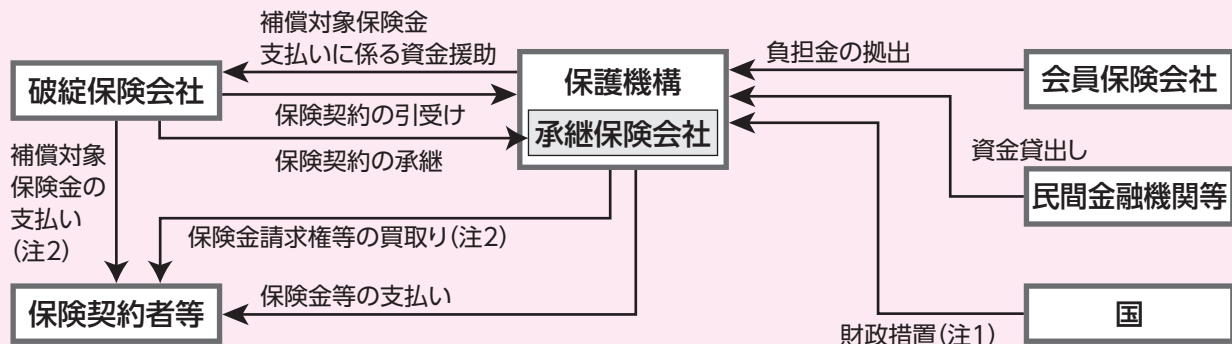 補償対象保険金
支払いに係る資金援助
負担金の拠出
破綻保険会社
保護機構
会員保険会社
保険契約の引受け
承継保険会社
保険契約の承継
資金貸出し
補償対象
保険金の
支払い
(注2)
民間金融機関等
保険金請求権等の買取り(注2)
保険金等の支払い
保険契約者等
国
財政措置(注1)